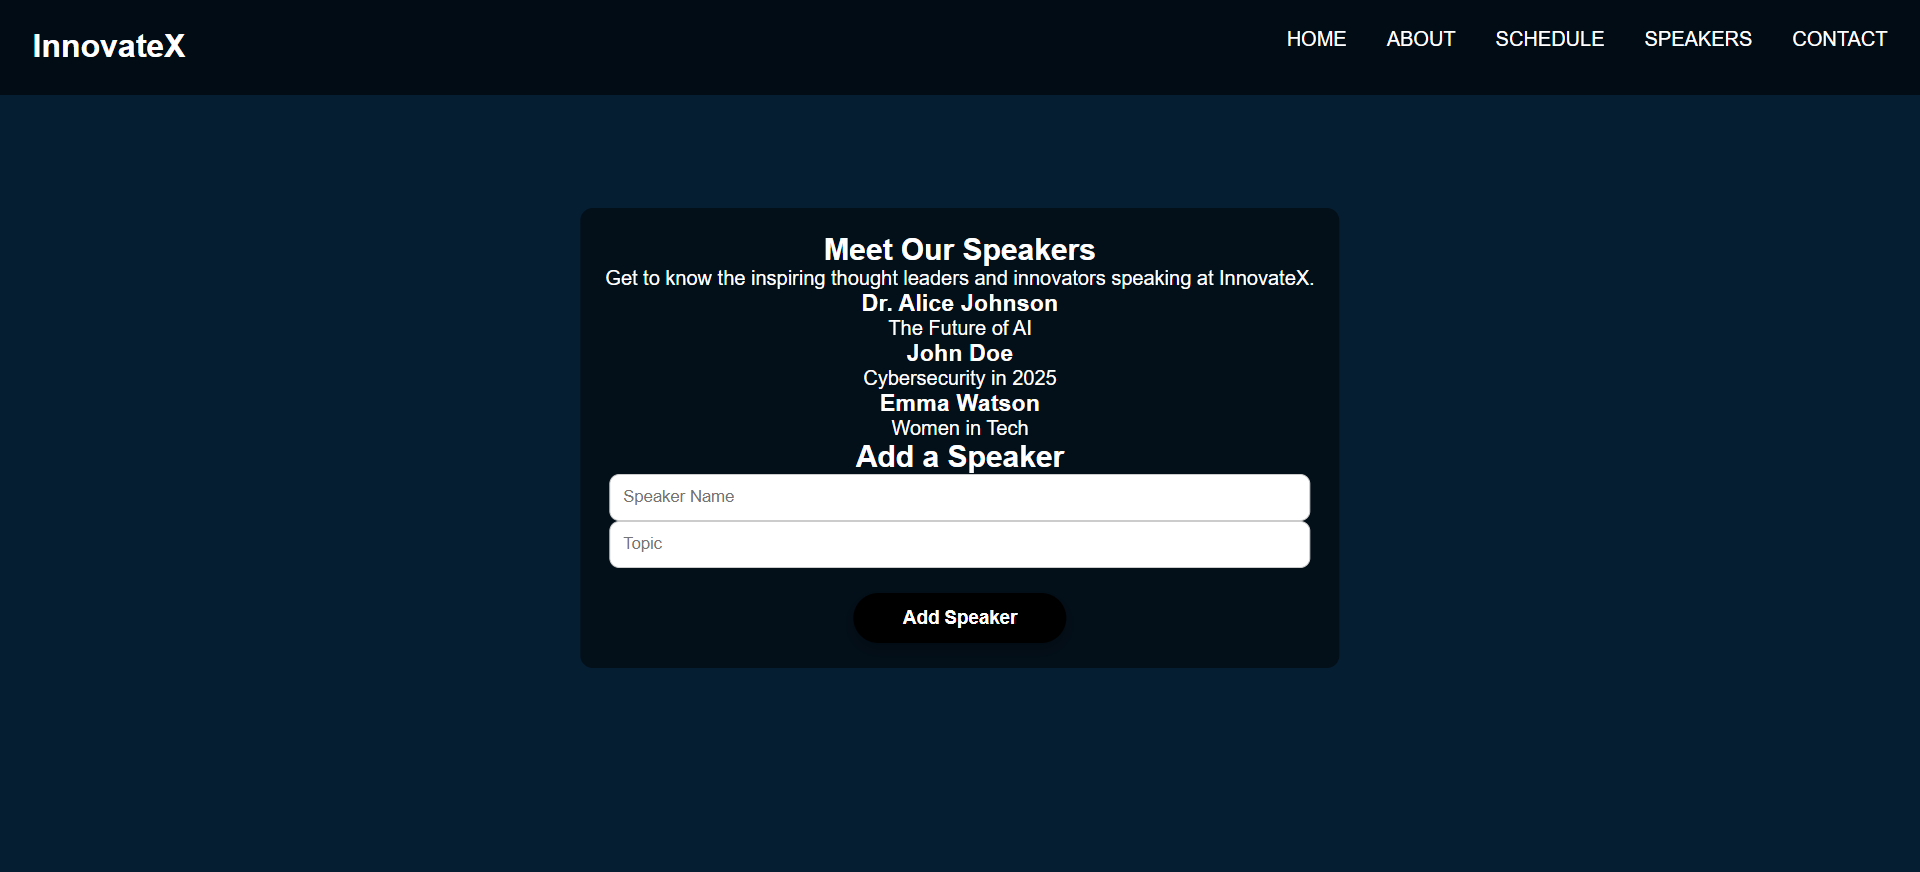 InnovateX
HOME ABOUT SCHEDULE SPEAKERS CONTACT
Meet Our Speakers
Get to know the inspiring thought leaders and innovators speaking at InnovateX.
Dr. Alice Johnson
The Future of AI
John Doe
Cybersecurity in 2025
Emma Watson
Women in Tech
Add a Speaker
Speaker Name
Topic
Add Speaker